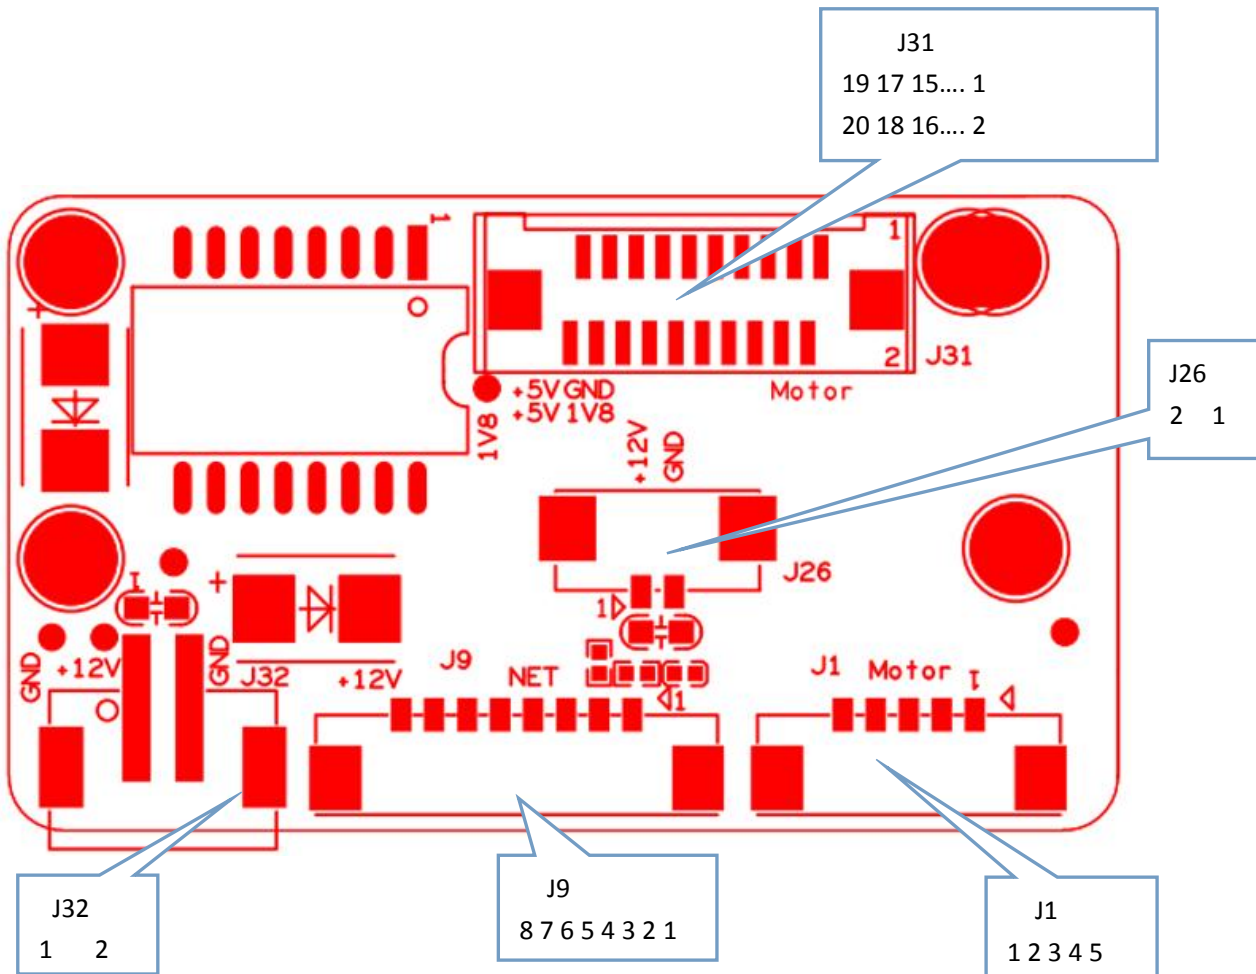 J31
19 17 15.... 1
20 18 16.... 2
1
1
+
2
J31
+5V GND
Motor
+5V 1V8
1V8
J26
2 1
+12V
GND
J26
1
1
+
GND
+12V
GND
J32
+12V
J9
NET
1
J1
Motor
1
J32
1 2
J9
8 7 6 5 4 3 2 1
J1
1 2 3 4 5